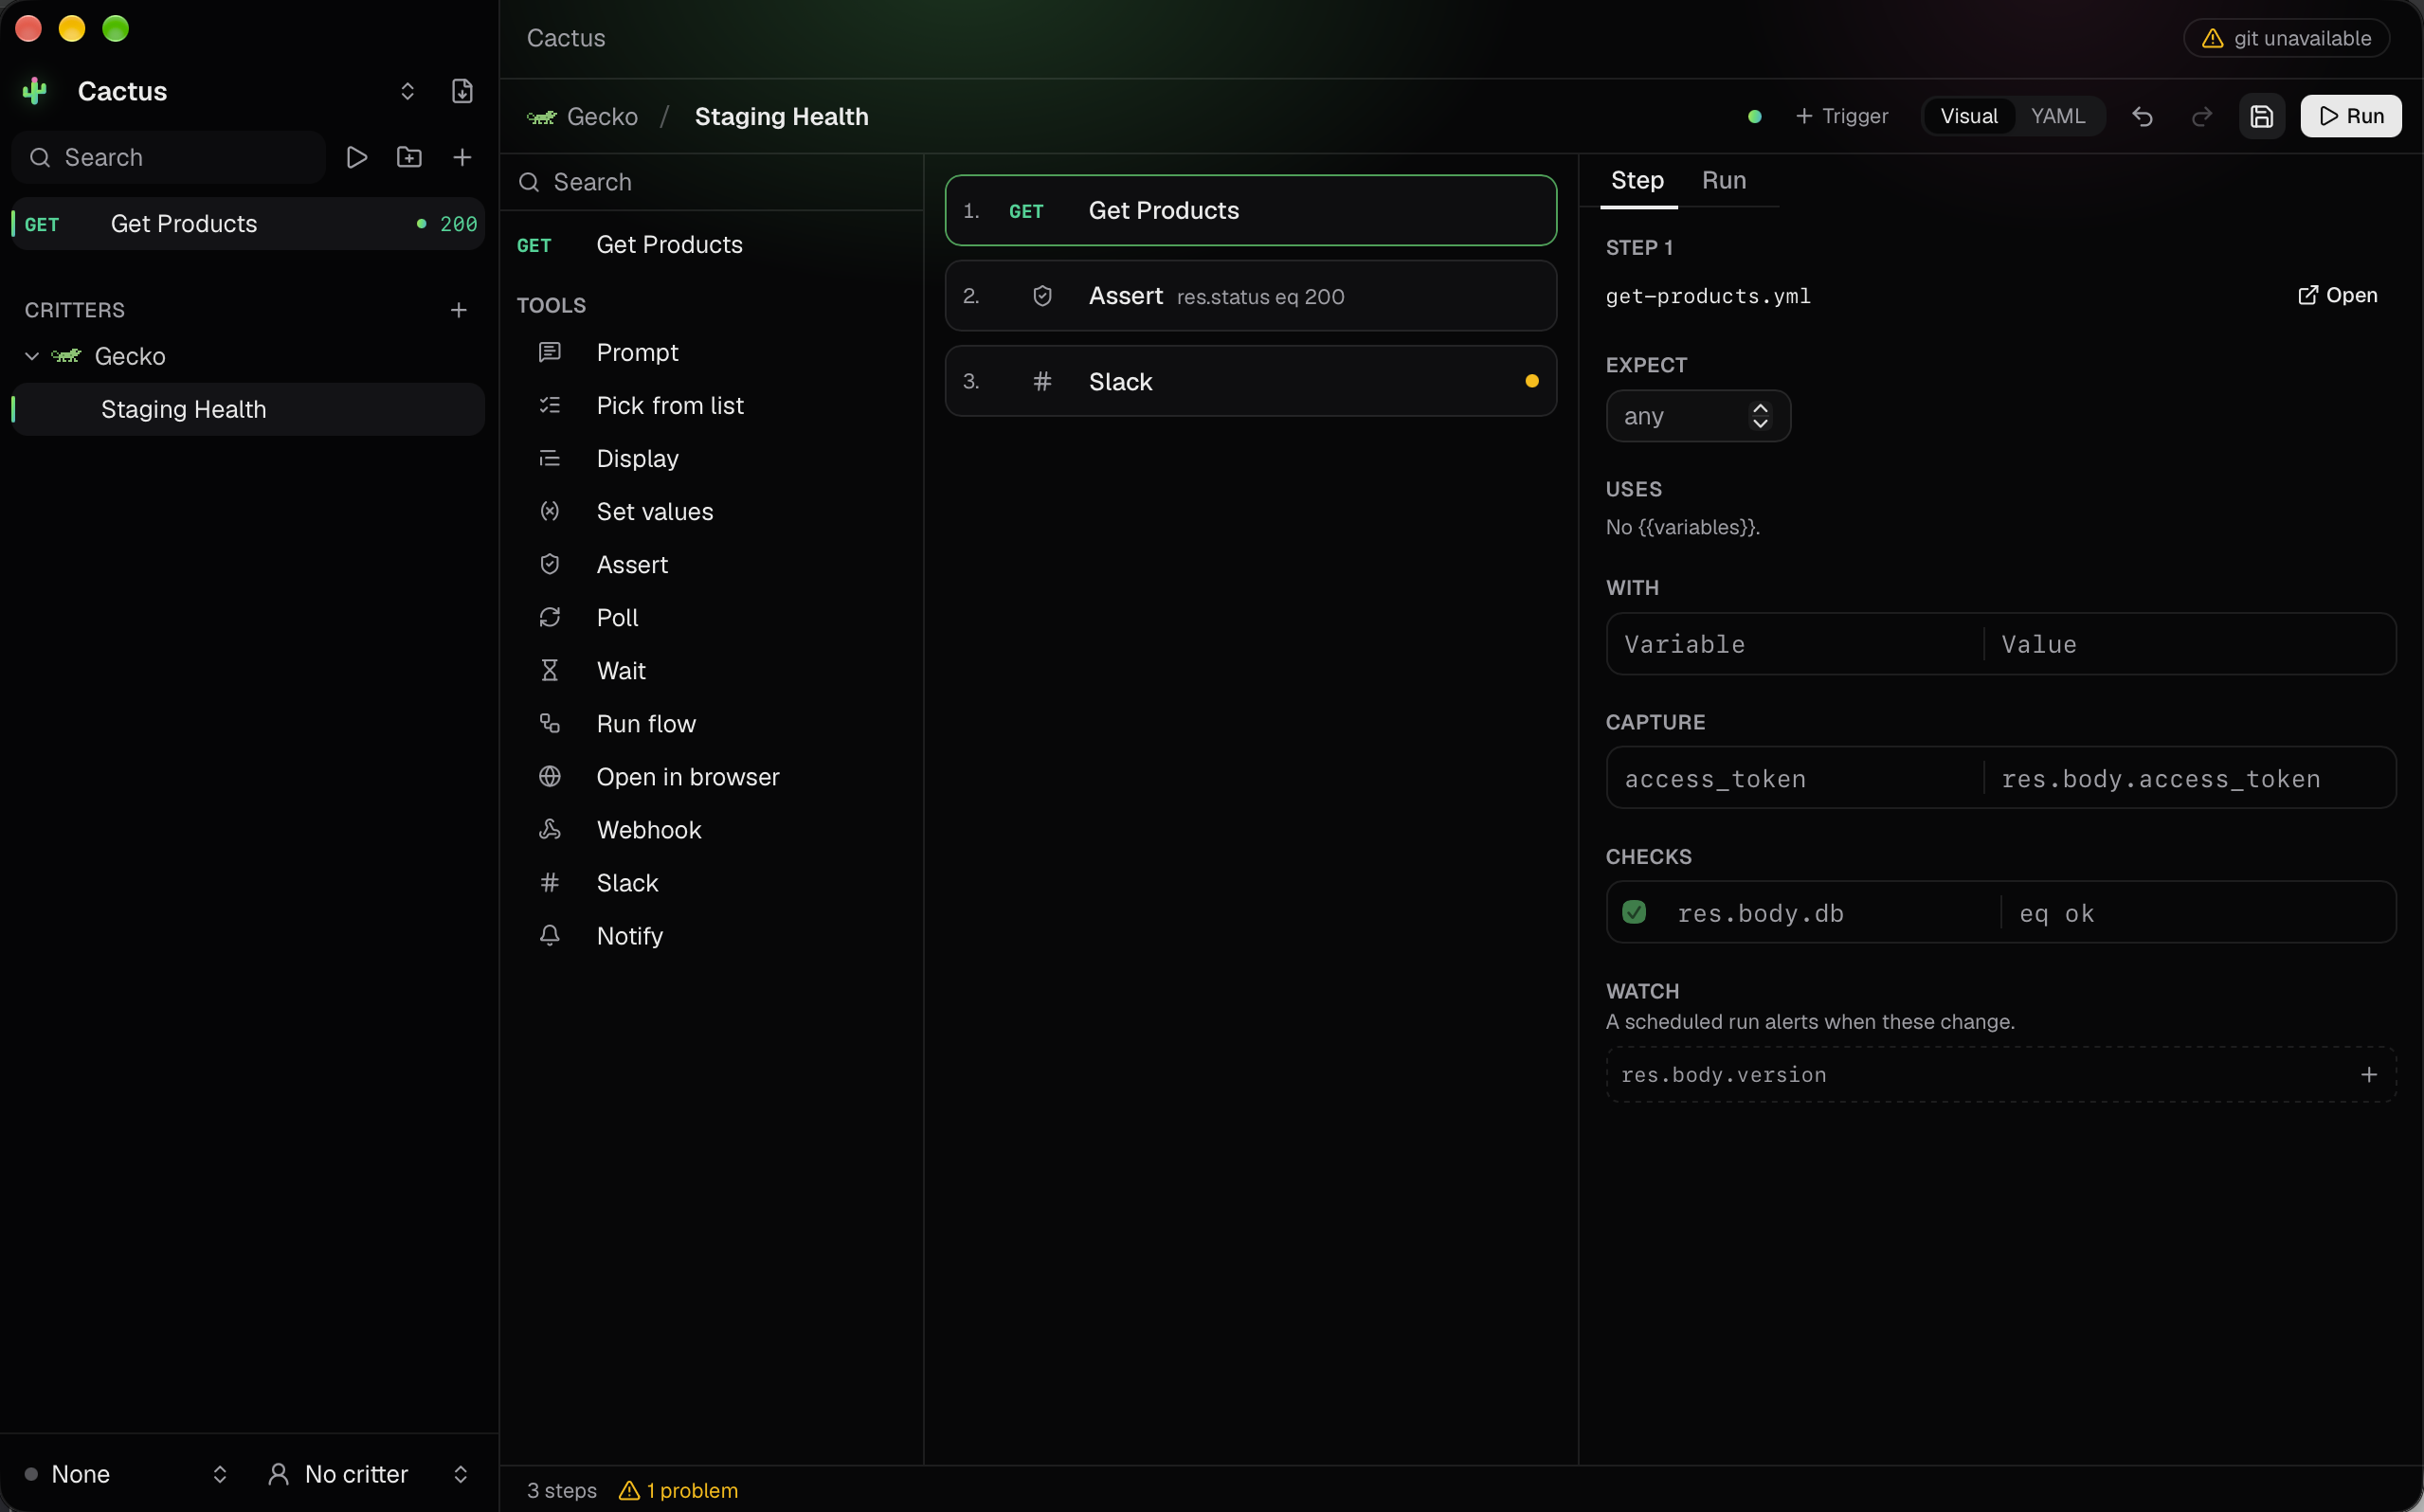 Cactus
Search
GET Get Products 200
CRITTERS
Gecko
Staging Health
None
No critter
Cactus
git unavailable
Gecko / Staging Health
Trigger
Visual
YAML
Run
Search
GET Get Products
TOOLS
Prompt
Pick from list
Display
Set values
Assert
Poll
Wait
Run flow
Open in browser
Webhook
Slack
Notify
1. GET Get Products
2. Assert res.status eq 200
3. Slack
Step
Run
STEP 1
get-products.yml
Open
EXPECT
any
USES
No {{variables}}.
WITH
Variable
Value
CAPTURE
access_token
res.body.access_token
CHECKS
res.body.db
eq ok
WATCH
A scheduled run alerts when these change.
res.body.version
3 steps
1 problem